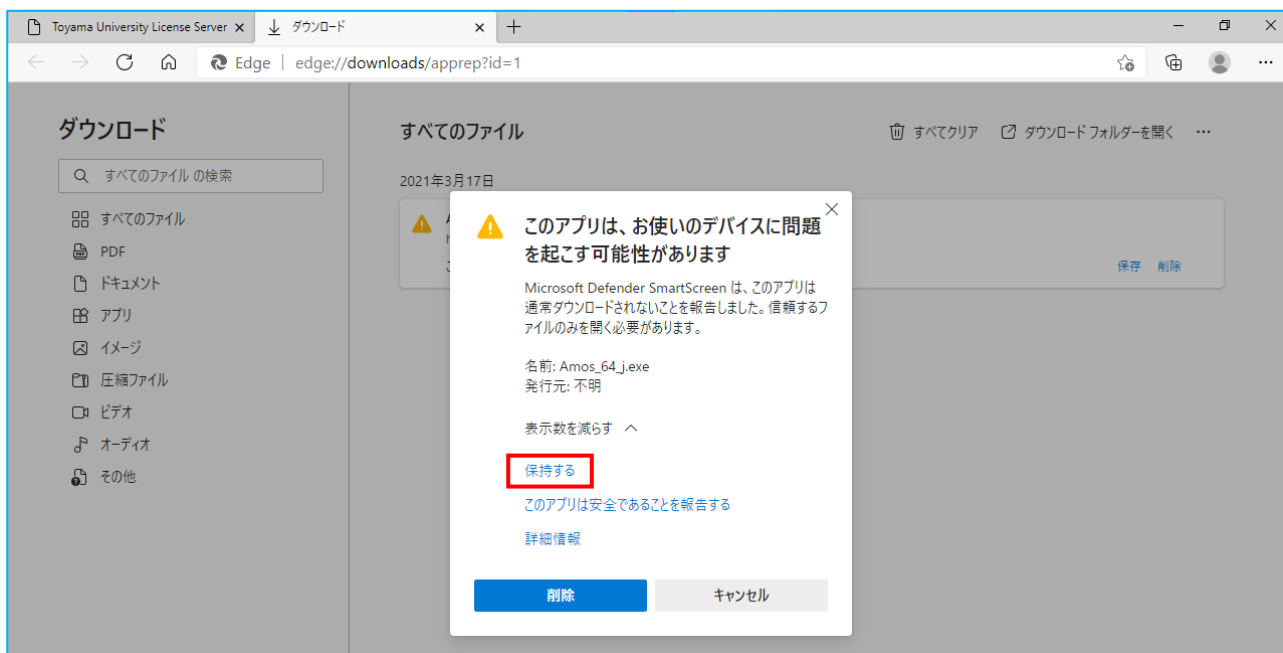 Toyama University License Server
ダウンロード
Edge | edge://downloads/apprep?id=1
ダウンロード
すべてのファイル の検索
すべてのファイル
PDF
ドキュメント
アプリ
イメージ
圧縮ファイル
ビデオ
オーディオ
その他
すべてのファイル
すべてクリア
ダウンロード フォルダーを開く
2021年3月17日
保存 削除
このアプリは、お使いのデバイスに問題
を起こす可能性があります
Microsoft Defender SmartScreen は、このアプリは
通常ダウンロードされないことを報告しました。信頼するフ
ァイルのみを開く必要があります。
名前: Amos_64_j.exe
発行元: 不明
表示数を減らす
保持する
このアプリは安全であることを報告する
詳細情報
削除
キャンセル